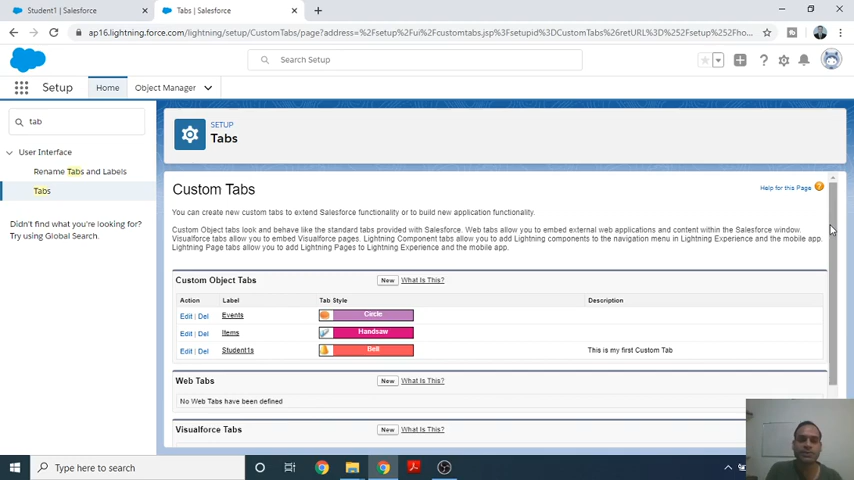 Student1 | Salesforce
Tabs | Salesforce
ap16.lightning.force.com/lightning/setup/CustomTabs/page?address=%2Fsetup%2Fui%2Fcustomtabs.jsp%3Fsetupid%3DCustomTabs%26retURL%3D%252Fsetup%252Fho...
Search Setup
Setup
Home
Object Manager
tab
User Interface
Rename Tabs and Labels
Tabs
Didn't find what you're looking for?
Try using Global Search.
SETUP
Tabs
Custom Tabs
Help for this Page
You can create new custom tabs to extend Salesforce functionality or to build new application functionality.
Custom Object Tabs look and behave like the standard tabs provided with Salesforce. Web tabs allow you to embed external web applications and content within the Salesforce window.
Visualforce tabs allow you to embed Visualforce pages. Lightning Component tabs allow you to add Lightning components to the navigation menu in Lightning Experience and the mobile app.
Lightning Page tabs allow you to add Lightning Pages to Lightning Experience and the mobile app.
Custom Object Tabs New What Is This?
Action Label Tab Style Description
Edit | Del Events Circle
Edit | Del Items Handsaw
Edit | Del Student1s Bell This is my first Custom Tab
Web Tabs New What Is This?
No Web Tabs have been defined
Visualforce Tabs New What Is This?
Type here to search